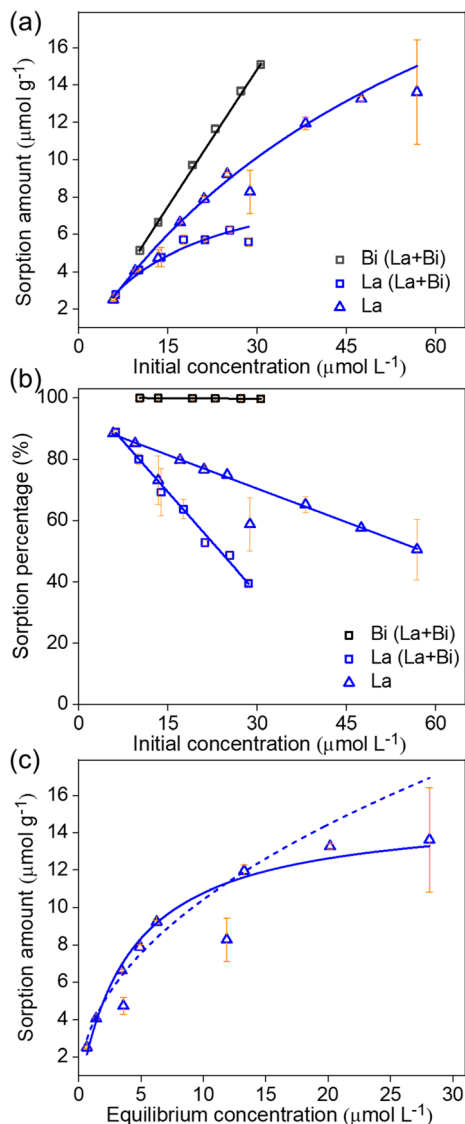 (a)
16
14
12
10
8
6
4
2
Sorption amount (μmol g⁻¹)
Bi (La+Bi)
La (La+Bi)
La
0 15 30 45 60
Initial concentration (μmol L⁻¹)
(b)
100
80
60
40
20
0
Sorption percentage (%)
Bi (La+Bi)
La (La+Bi)
La
0 15 30 45 60
Initial concentration (μmol L⁻¹)
(c)
16
14
12
10
8
6
4
2
Sorption amount (μmol g⁻¹)
0 5 10 15 20 25 30
Equilibrium concentration (μmol L⁻¹)